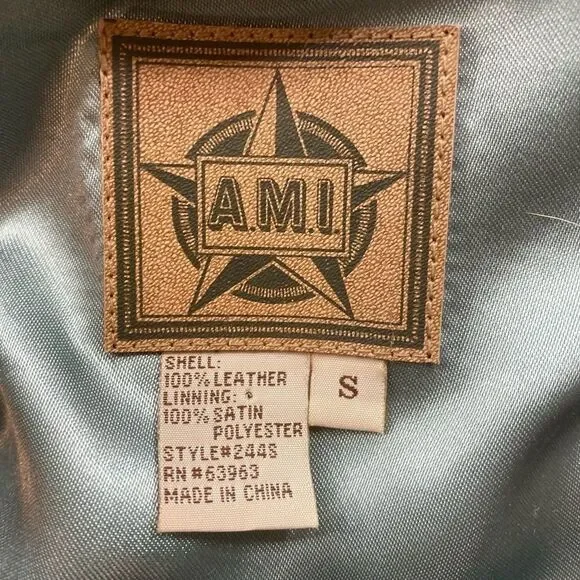 A.M.I
SHELL:
100% LEATHER
LINNING:
100% SATIN
POLYESTER
STYLE#244S
RN #63963
MADE IN CHINA
S